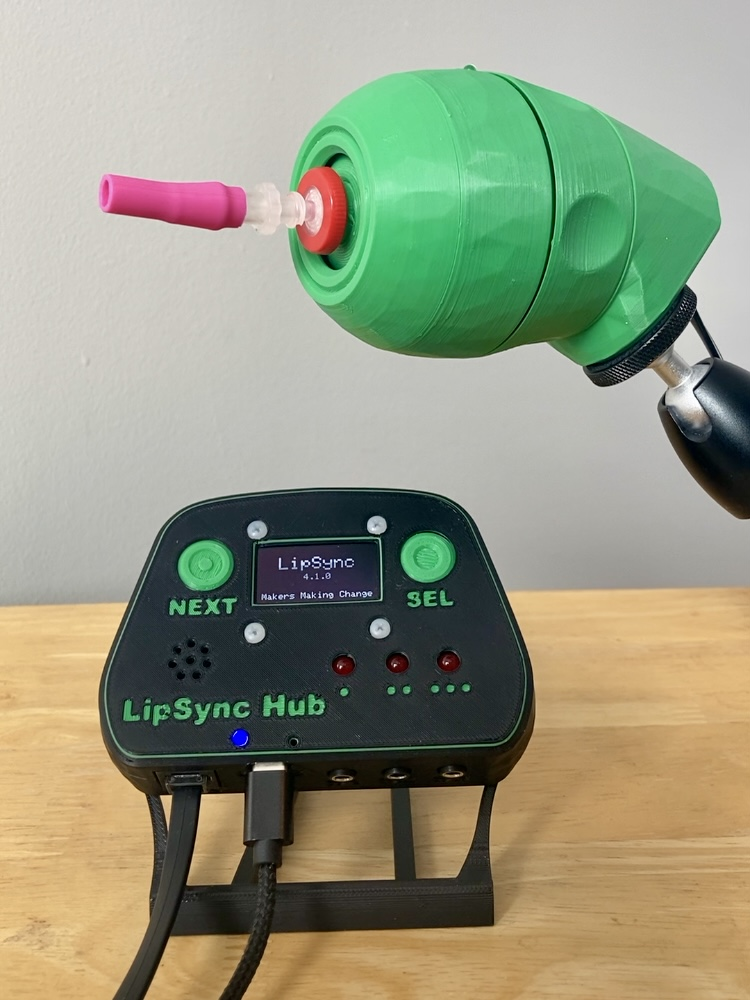 LipSync
4.1.0
Makers Making Change
NEXT
SEL
LipSync Hub